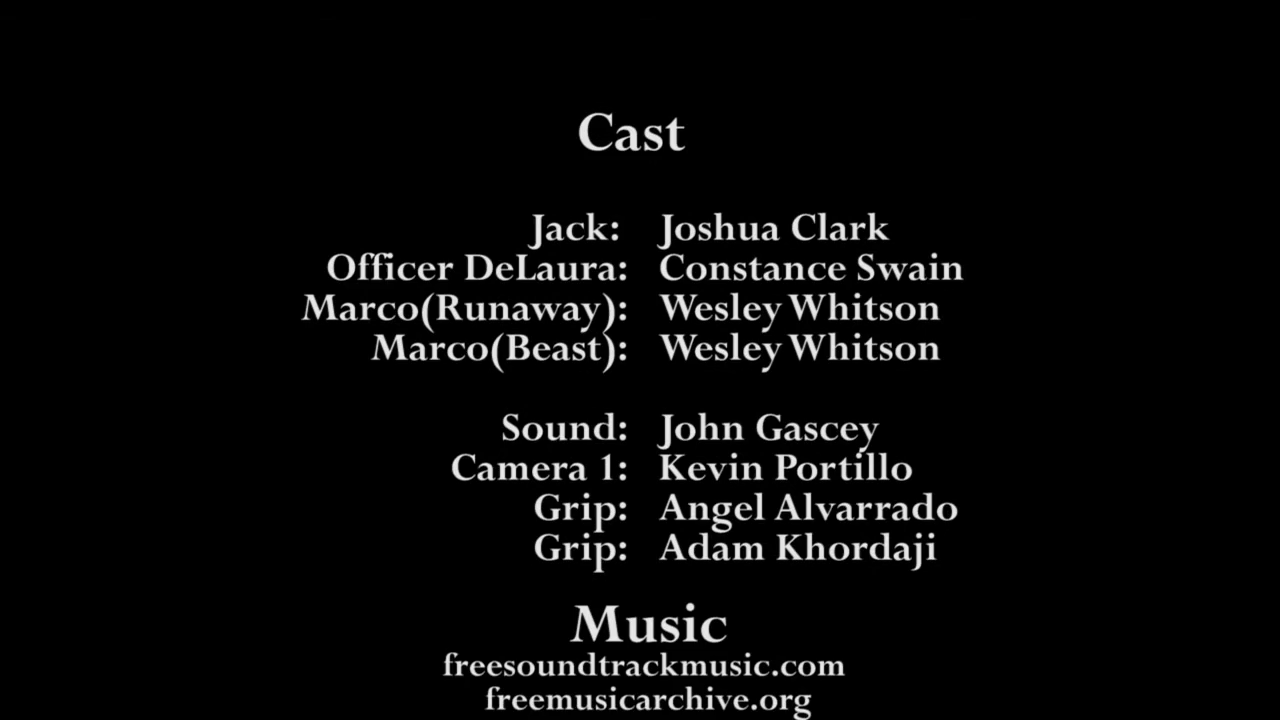 Cast
Jack: Joshua Clark
Officer DeLaura: Constance Swain
Marco(Runaway): Wesley Whitson
Marco(Beast): Wesley Whitson
Sound: John Gascey
Camera 1: Kevin Portillo
Grip: Angel Alvarrado
Grip: Adam Khordaji
Music
freesoundtrackmusic.com
freemusicarchive.org